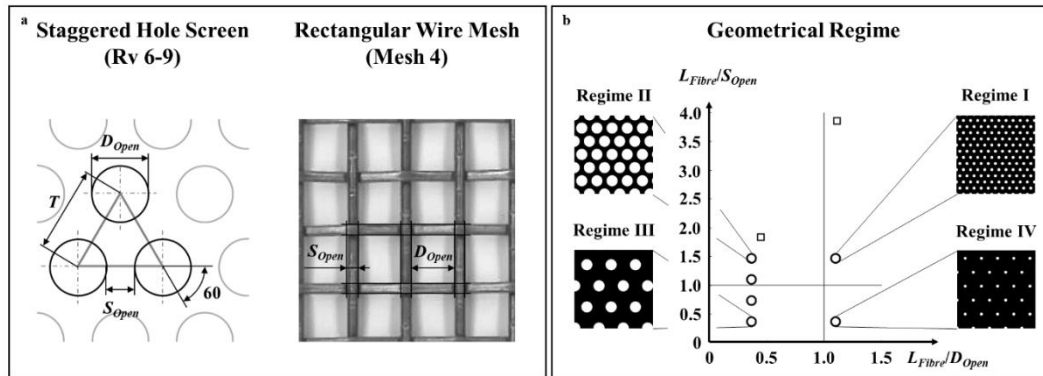 a
Staggered Hole Screen
(Rv 6-9)
D_Open
T
S_Open
60
Rectangular Wire Mesh
(Mesh 4)
S_Open
D_Open
b
Geometrical Regime
L_Fibre/S_Open
Regime II
Regime I
Regime III
Regime IV
4.0
3.5
3.0
2.5
2.0
1.5
1.0
0.5
0
0 0.5 1.0 1.5 L_Fibre/D_Open